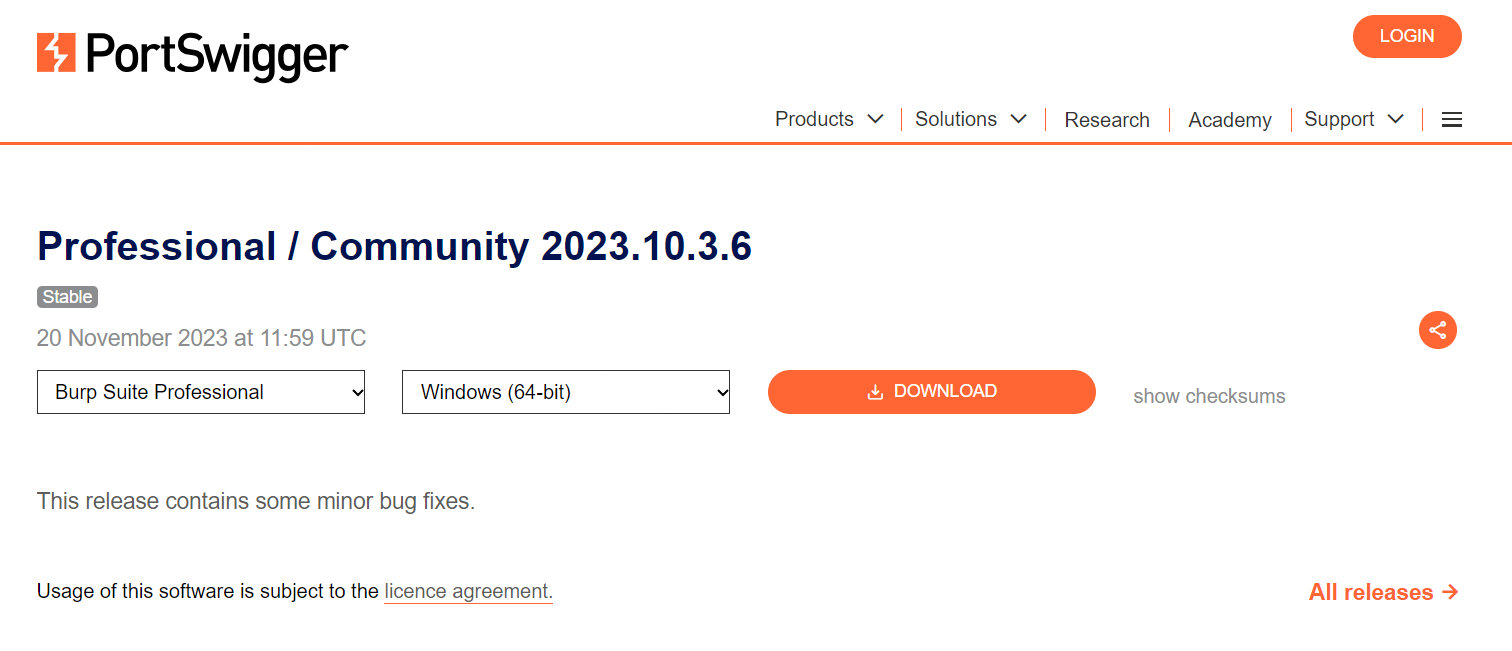 PortSwigger
LOGIN
Products
Solutions
Research
Academy
Support
Professional / Community 2023.10.3.6
Stable
20 November 2023 at 11:59 UTC
Burp Suite Professional
Windows (64-bit)
DOWNLOAD
show checksums
This release contains some minor bug fixes.
Usage of this software is subject to the licence agreement.
All releases